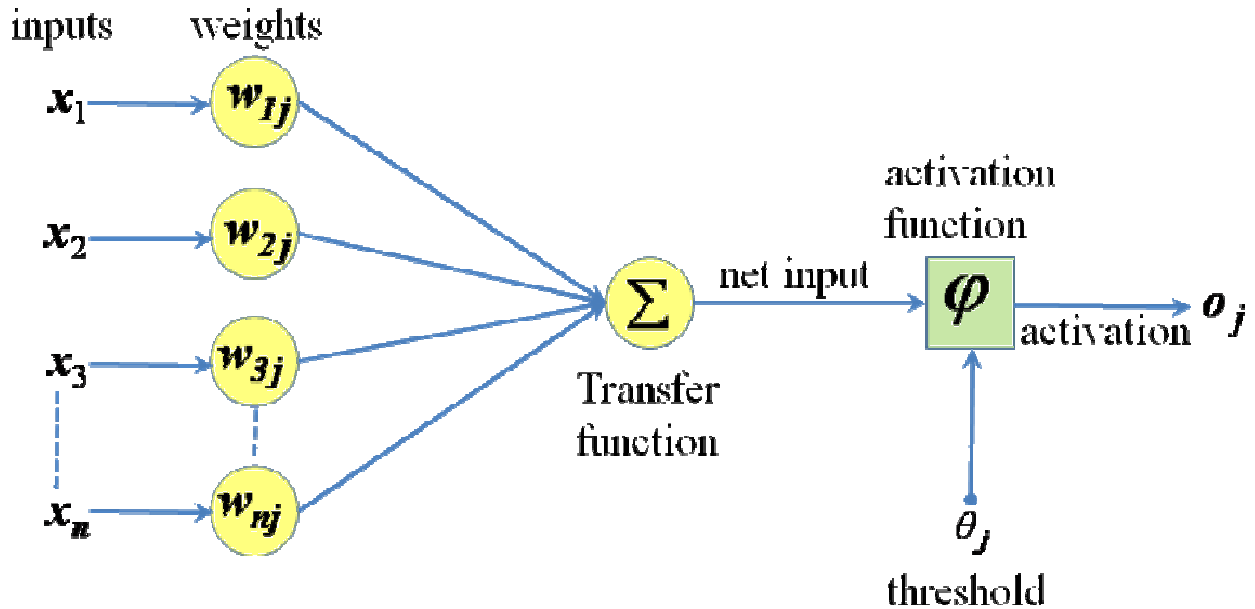 inputs weights
x₁ w₁ⱼ
activation
function
x₂ w₂ⱼ
net input
Σ φ oⱼ
activation
x₃ w₃ⱼ
Transfer
function
xₙ wₙⱼ
θⱼ
threshold